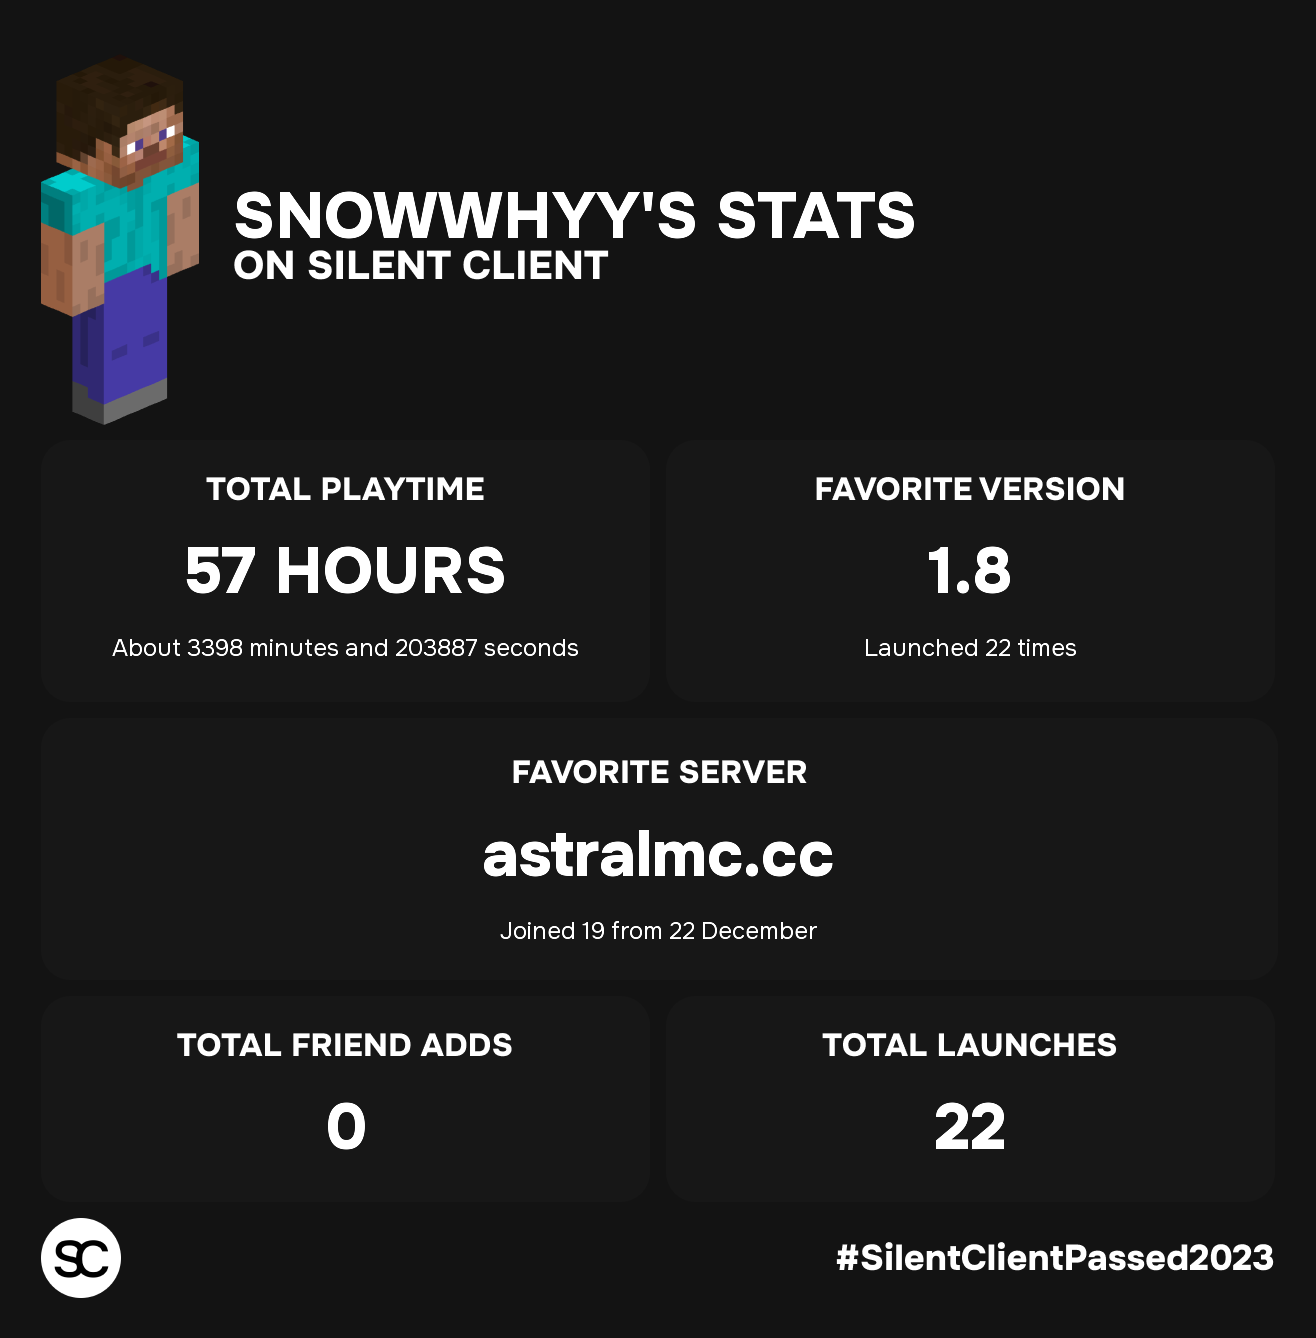 SNOWWHYY'S STATS
ON SILENT CLIENT
TOTAL PLAYTIME
57 HOURS
About 3398 minutes and 203887 seconds
FAVORITE VERSION
1.8
Launched 22 times
FAVORITE SERVER
astralmc.cc
Joined 19 from 22 December
TOTAL FRIEND ADDS
0
TOTAL LAUNCHES
22
SC
#SilentClientPassed2023